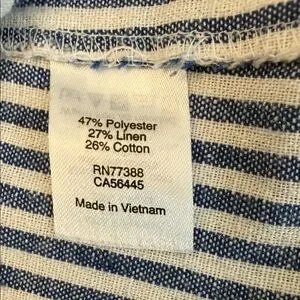 47% Polyester
27% Linen
26% Cotton
RN77388
CA56445
Made in Vietnam